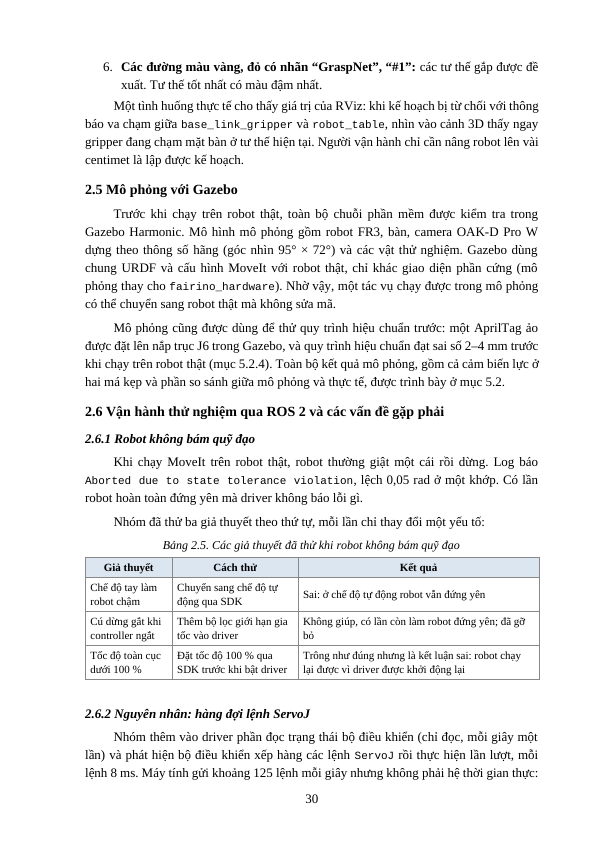 6. Các đường màu vàng, đỏ có nhãn “GraspNet”, “#1”: các tư thế gắp được đề
xuất. Tư thế tốt nhất có màu đậm nhất.
Một tình huống thực tế cho thấy giá trị của RViz: khi kế hoạch bị từ chối với thông
báo va chạm giữa base_link_gripper và robot_table, nhìn vào cảnh 3D thấy ngay
gripper đang chạm mặt bàn ở tư thế hiện tại. Người vận hành chỉ cần nâng robot lên vài
centimet là lập được kế hoạch.
2.5 Mô phỏng với Gazebo
Trước khi chạy trên robot thật, toàn bộ chuỗi phần mềm được kiểm tra trong
Gazebo Harmonic. Mô hình mô phỏng gồm robot FR3, bàn, camera OAK-D Pro W
dựng theo thông số hãng (góc nhìn 95° × 72°) và các vật thử nghiệm. Gazebo dùng
chung URDF và cấu hình MoveIt với robot thật, chỉ khác giao diện phần cứng (mô
phỏng thay cho fairino_hardware). Nhờ vậy, một tác vụ chạy được trong mô phỏng
có thể chuyển sang robot thật mà không sửa mã.
Mô phỏng cũng được dùng để thử quy trình hiệu chuẩn trước: một AprilTag ảo
được đặt lên nắp trục J6 trong Gazebo, và quy trình hiệu chuẩn đạt sai số 2–4 mm trước
khi chạy trên robot thật (mục 5.2.4). Toàn bộ kết quả mô phỏng, gồm cả cảm biến lực ở
hai má kẹp và phần so sánh giữa mô phỏng và thực tế, được trình bày ở mục 5.2.
2.6 Vận hành thử nghiệm qua ROS 2 và các vấn đề gặp phải
2.6.1 Robot không bám quỹ đạo
Khi chạy MoveIt trên robot thật, robot thường giật một cái rồi dừng. Log báo
Aborted due to state tolerance violation, lệch 0,05 rad ở một khớp. Có lần
robot hoàn toàn đứng yên mà driver không báo lỗi gì.
Nhóm đã thử ba giả thuyết theo thứ tự, mỗi lần chỉ thay đổi một yếu tố:
Bảng 2.5. Các giả thuyết đã thử khi robot không bám quỹ đạo
Giả thuyết Cách thử Kết quả
Chế độ tay làm
robot chậm
Chuyển sang chế độ tự
động qua SDK
Sai: ở chế độ tự động robot vẫn đứng yên
Cú dừng gắt khi
controller ngắt
Thêm bộ lọc giới hạn gia
tốc vào driver
Không giúp, có lần còn làm robot đứng yên; đã gỡ
bỏ
Tốc độ toàn cục
dưới 100 %
Đặt tốc độ 100 % qua
SDK trước khi bật driver
Trông như đúng nhưng là kết luận sai: robot chạy
lại được vì driver được khởi động lại
2.6.2 Nguyên nhân: hàng đợi lệnh ServoJ
Nhóm thêm vào driver phần đọc trạng thái bộ điều khiển (chỉ đọc, mỗi giây một
lần) và phát hiện bộ điều khiển xếp hàng các lệnh ServoJ rồi thực hiện lần lượt, mỗi
lệnh 8 ms. Máy tính gửi khoảng 125 lệnh mỗi giây nhưng không phải hệ thời gian thực:
30